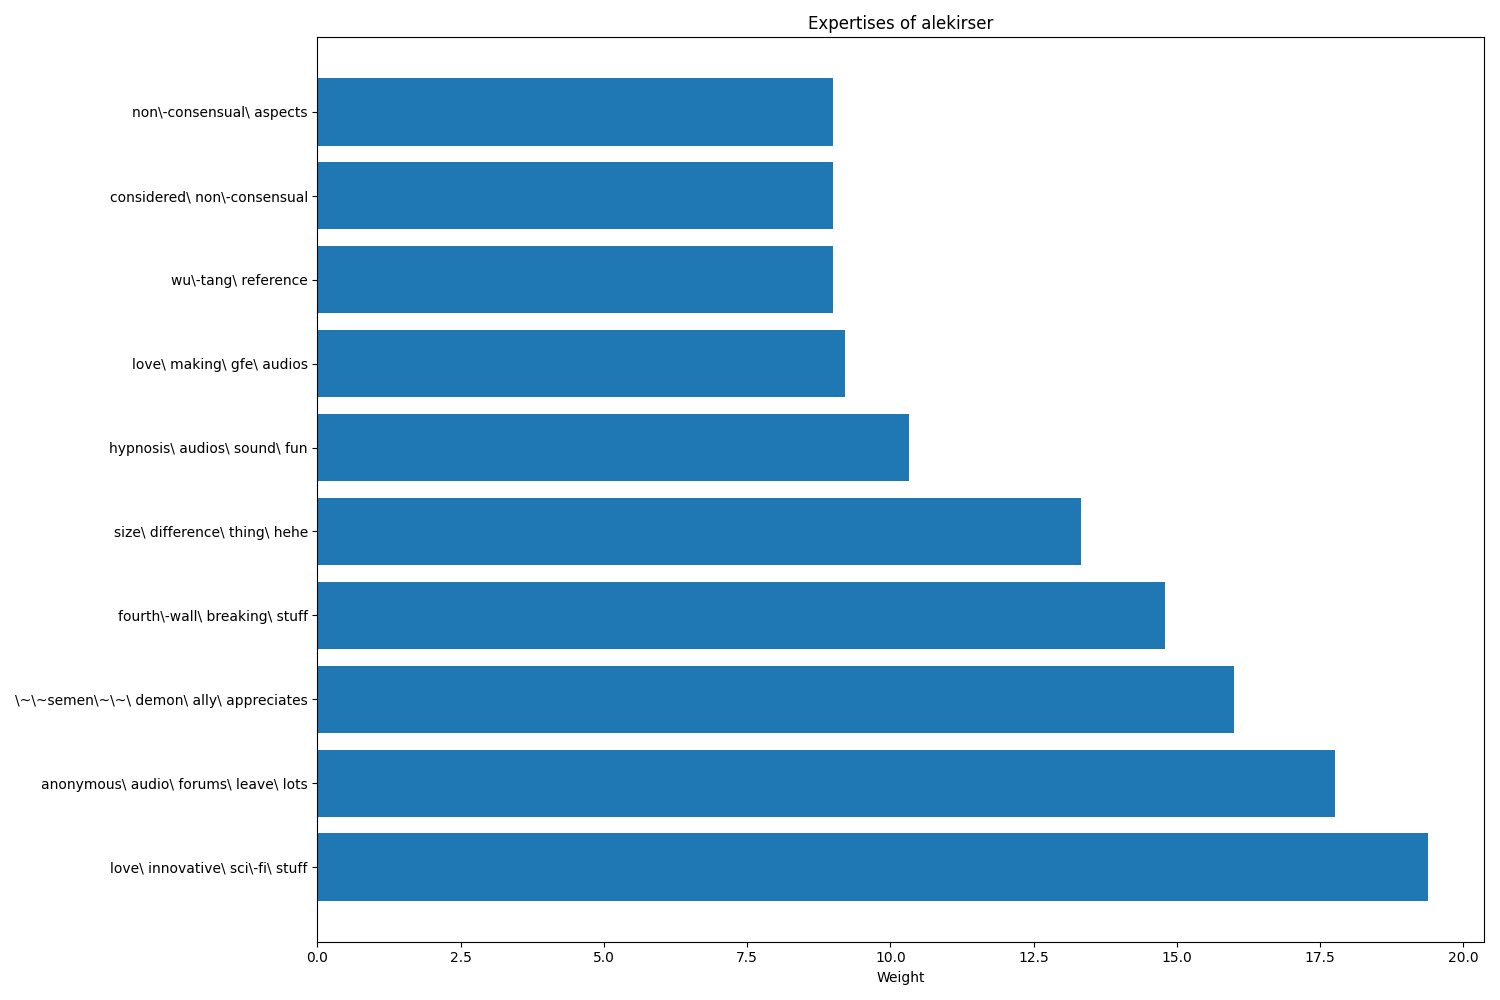 Expertises of alekirser
non\-consensual\ aspects
considered\ non\-consensual
wu\-tang\ reference
love\ making\ gfe\ audios
hypnosis\ audios\ sound\ fun
size\ difference\ thing\ hehe
fourth\-wall\ breaking\ stuff
\~\~semen\~\~\ demon\ ally\ appreciates
anonymous\ audio\ forums\ leave\ lots
love\ innovative\ sci\-fi\ stuff
0.0 2.5 5.0 7.5 10.0 12.5 15.0 17.5 20.0
Weight